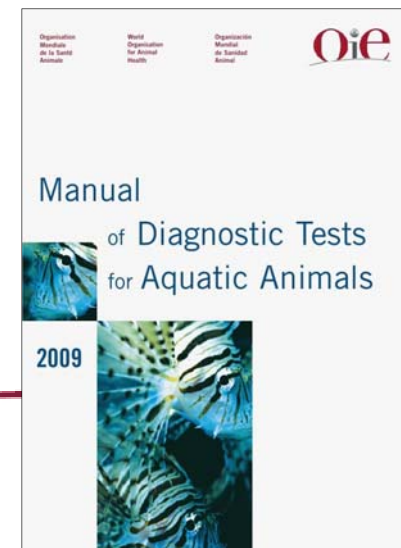 Organisation
Mondiale
de la Santé
Animale
World
Organisation
for Animal
Health
Organización
Mundial
de Sanidad
Animal
Oie
Manual
of Diagnostic Tests
for Aquatic Animals
2009